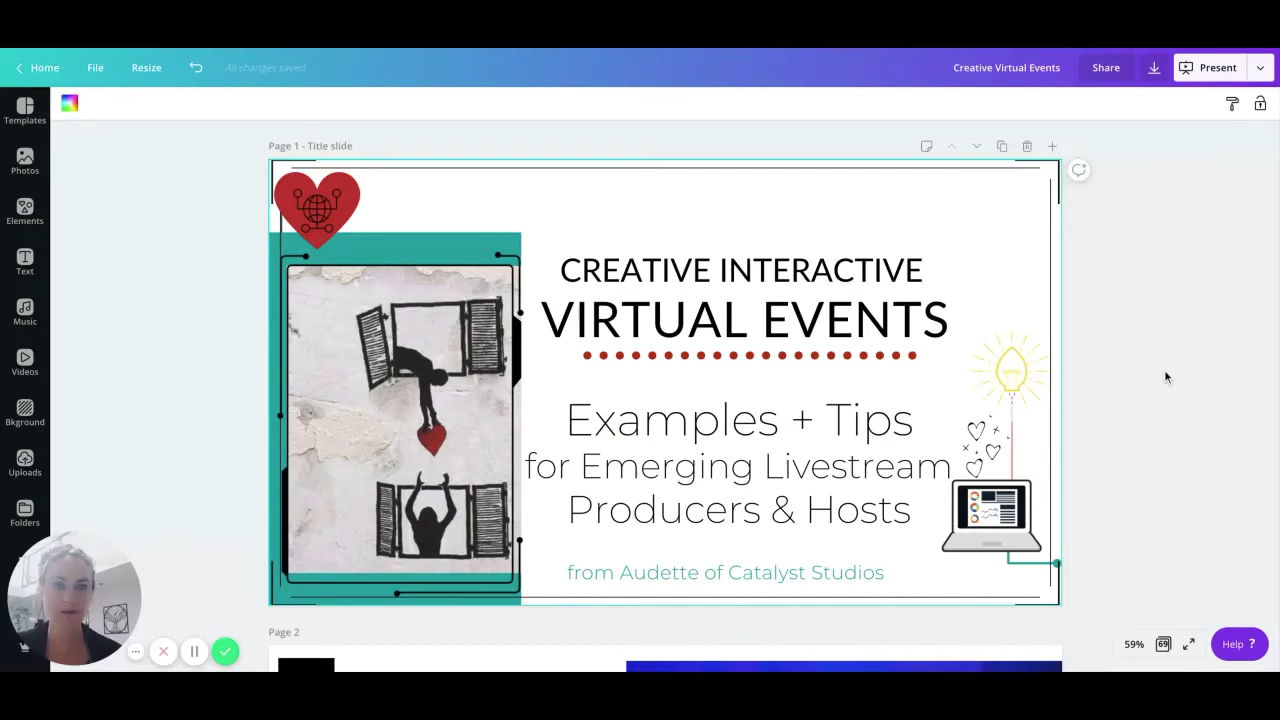 Home File Resize All changes saved Creative Virtual Events Share Present
Templates
Photos
Elements
Text
Music
Videos
Bkground
Uploads
Folders
Page 1 - Title slide
CREATIVE INTERACTIVE
VIRTUAL EVENTS
Examples + Tips
for Emerging Livestream
Producers & Hosts
from Audette of Catalyst Studios
Page 2
59% 69 Help ?